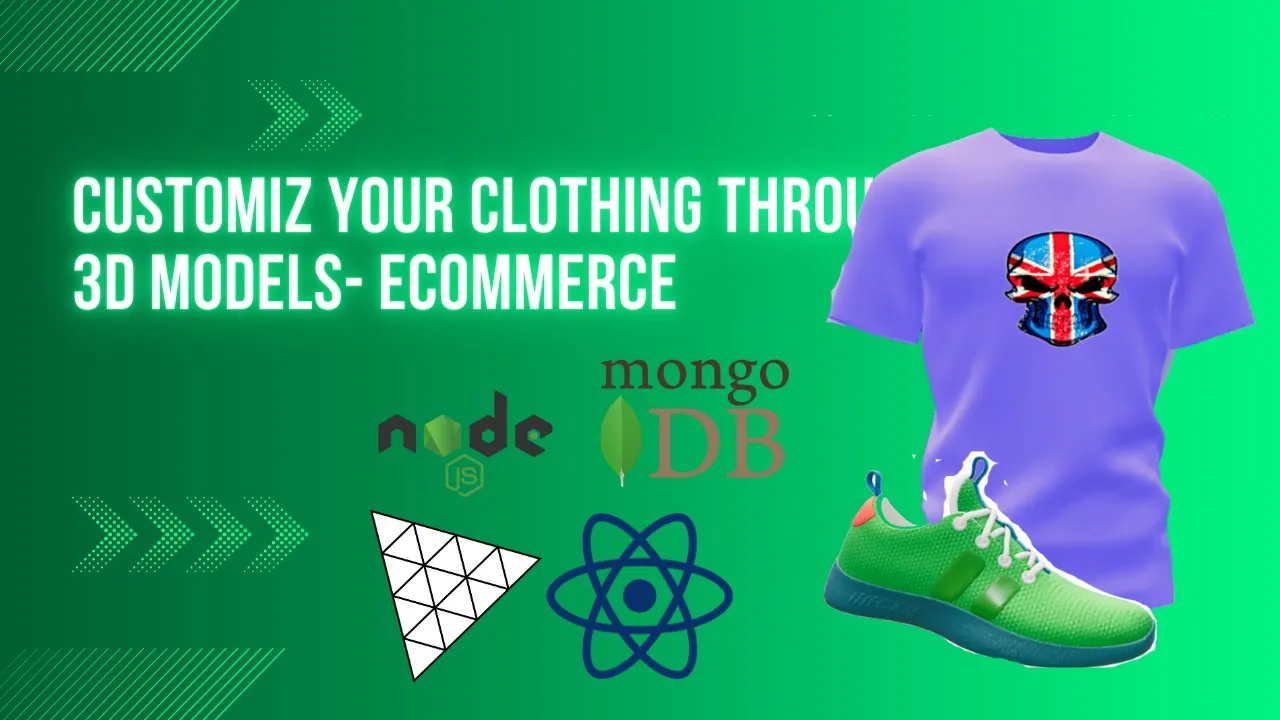 CUSTOMIZ YOUR CLOTHING THROU
3D MODELS- ECOMMERCE
mongo
DB
node
JS